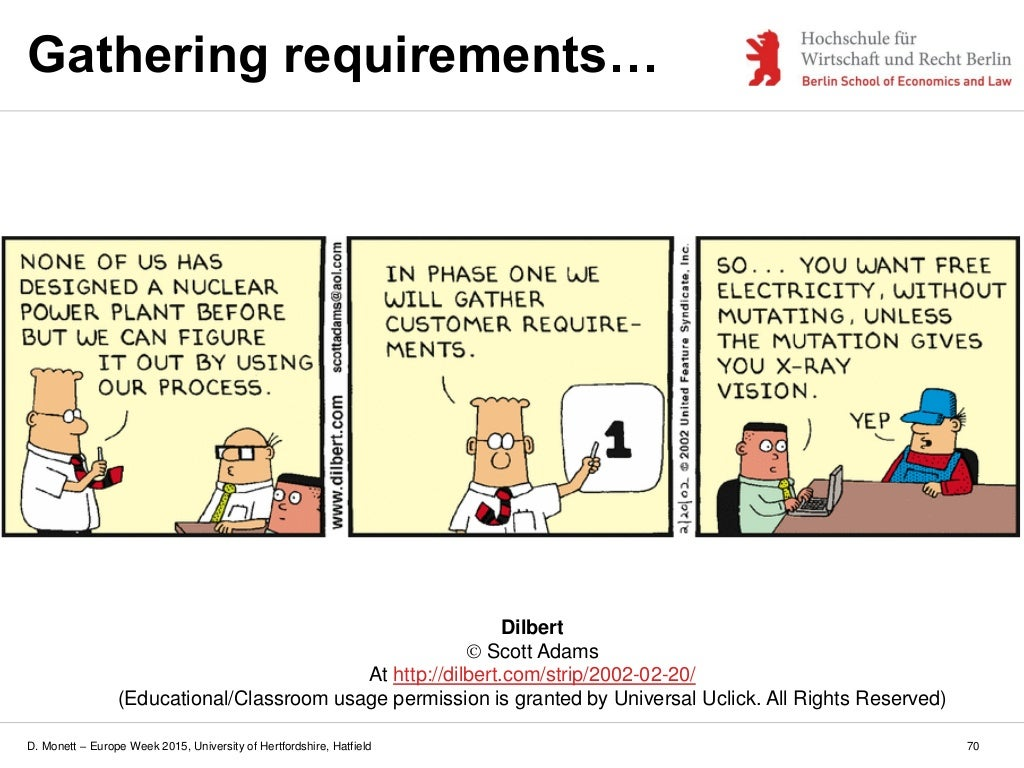 Gathering requirements…
Hochschule für
Wirtschaft und Recht Berlin
Berlin School of Economics and Law
NONE OF US HAS
DESIGNED A NUCLEAR
POWER PLANT BEFORE
BUT WE CAN FIGURE
IT OUT BY USING
OUR PROCESS.
www.dilbert.com scottadams@aol.com
IN PHASE ONE WE
WILL GATHER
CUSTOMER REQUIRE-
MENTS.
1
2/20/02 © 2002 United Feature Syndicate, Inc.
SO... YOU WANT FREE
ELECTRICITY, WITHOUT
MUTATING, UNLESS
THE MUTATION GIVES
YOU X-RAY
VISION.
YEP
Dilbert
© Scott Adams
At http://dilbert.com/strip/2002-02-20/
(Educational/Classroom usage permission is granted by Universal Uclick. All Rights Reserved)
D. Monett – Europe Week 2015, University of Hertfordshire, Hatfield
70